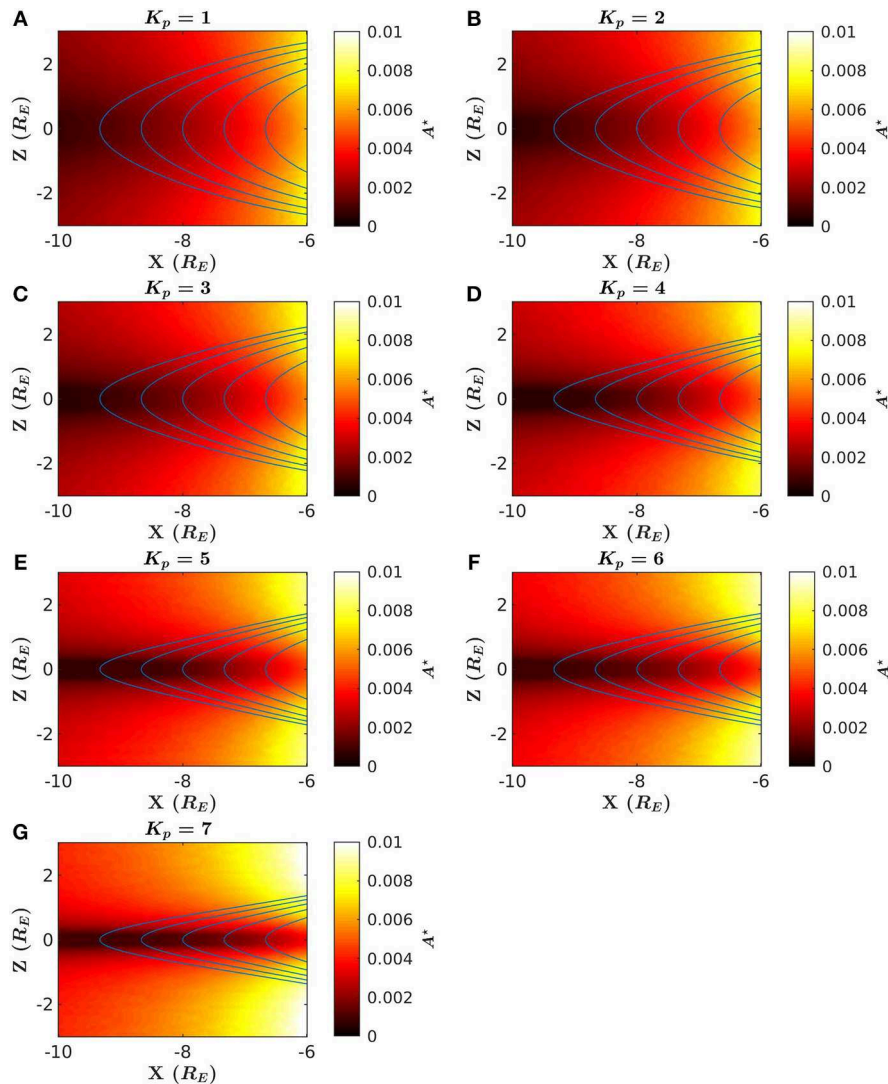 A
K_p = 1
0.01
2
0.008
Z (R_E)
0
0.006
A*
0.004
-2
0.002
0
-10
-8
-6
X (R_E)
B
K_p = 2
0.01
2
0.008
Z (R_E)
0
0.006
A*
0.004
-2
0.002
0
-10
-8
-6
X (R_E)
C
K_p = 3
0.01
2
0.008
Z (R_E)
0
0.006
A*
0.004
-2
0.002
0
-10
-8
-6
X (R_E)
D
K_p = 4
0.01
2
0.008
Z (R_E)
0
0.006
A*
0.004
-2
0.002
0
-10
-8
-6
X (R_E)
E
K_p = 5
0.01
2
0.008
Z (R_E)
0
0.006
A*
0.004
-2
0.002
0
-10
-8
-6
X (R_E)
F
K_p = 6
0.01
2
0.008
Z (R_E)
0
0.006
A*
0.004
-2
0.002
0
-10
-8
-6
X (R_E)
G
K_p = 7
0.01
2
0.008
Z (R_E)
0
0.006
A*
0.004
-2
0.002
0
-10
-8
-6
X (R_E)